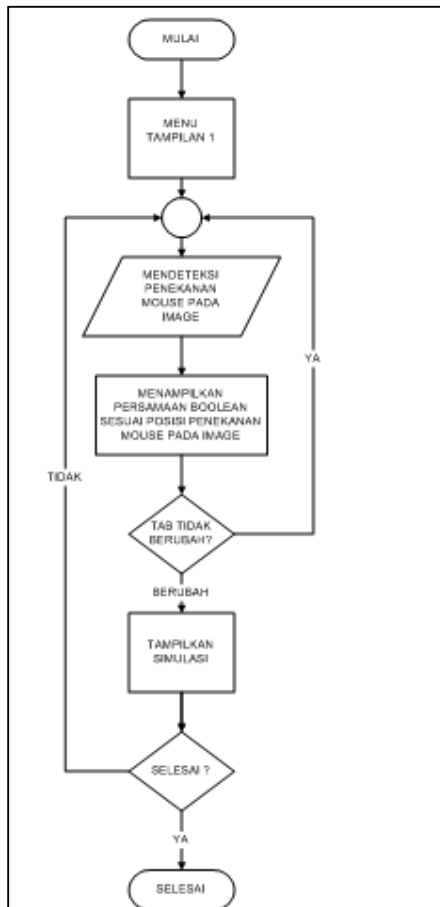 MULAI
MENU
TAMPILAN 1
MENDETEKSI
PENEKANAN
MOUSE PADA
IMAGE
YA
MENAMPILKAN
PERSAMAAN BOOLEAN
SESUAI POSISI PENEKANAN
MOUSE PADA IMAGE
TIDAK
TAB TIDAK
BERUBAH?
BERUBAH
TAMPILKAN
SIMULASI
SELESAI ?
YA
SELESAI